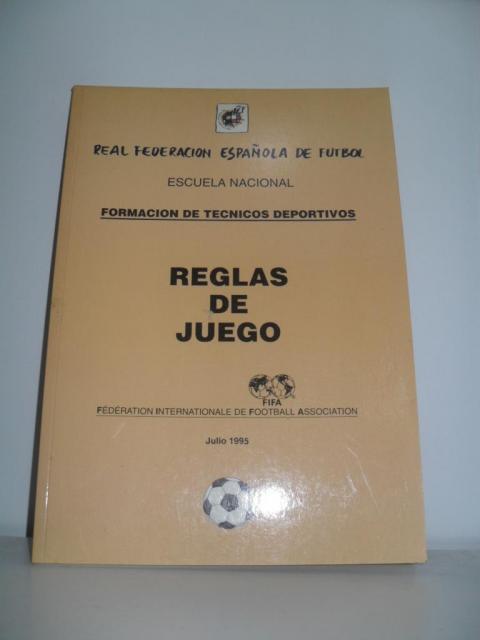 REAL FEDERACION ESPAÑOLA DE FUTBOL
ESCUELA NACIONAL
FORMACION DE TECNICOS DEPORTIVOS
REGLAS
DE
JUEGO
FIFA
FÉDÉRATION INTERNATIONALE DE FOOTBALL ASSOCIATION
Julio 1995